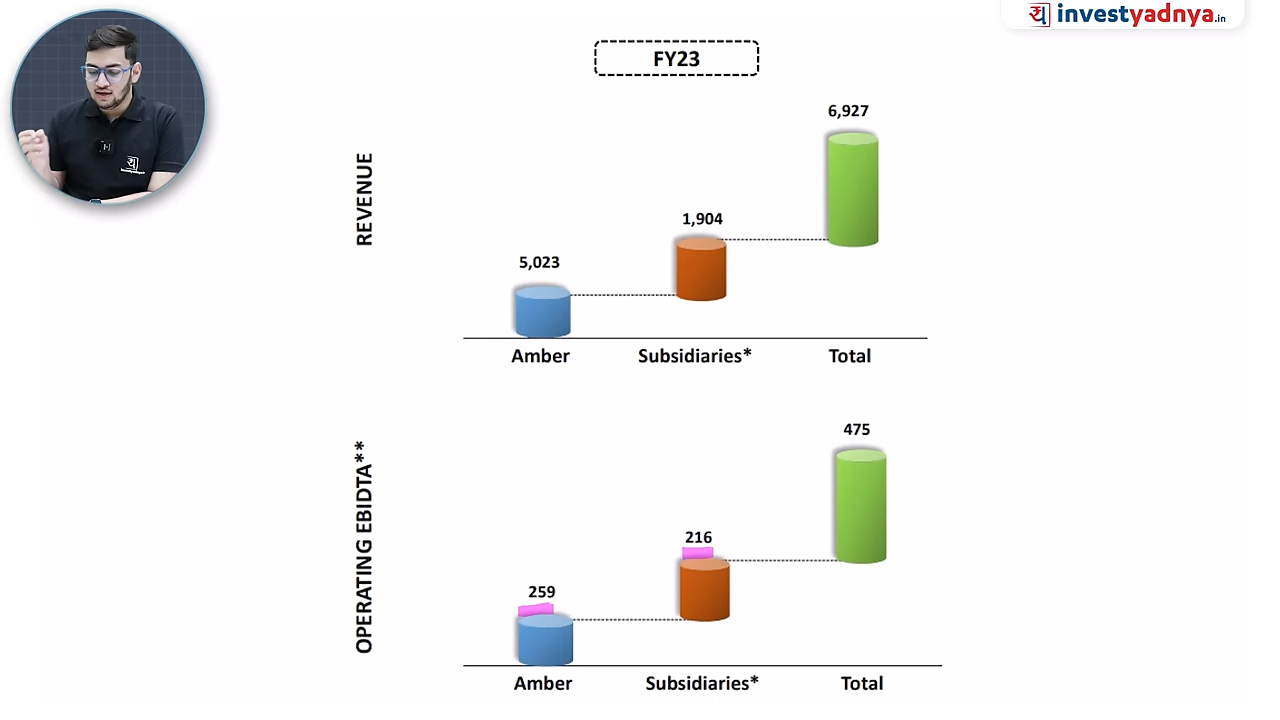 य investyadnya.in
FY23
REVENUE
6,927
1,904
5,023
Amber Subsidiaries* Total
OPERATING EBIDTA**
475
216
259
Amber Subsidiaries* Total